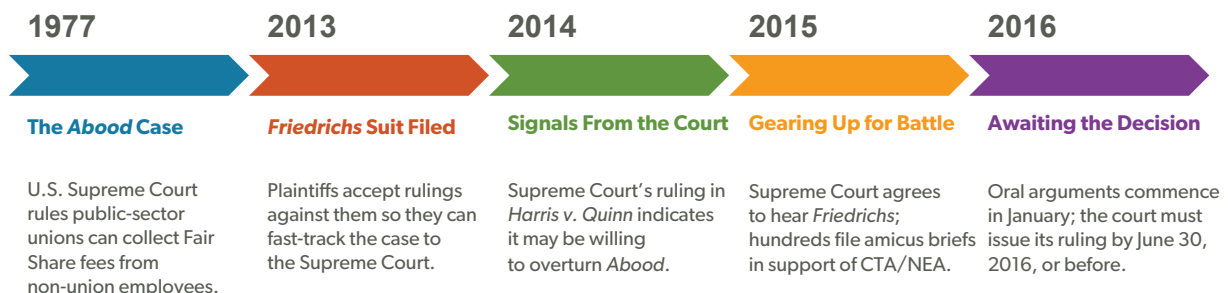 1977
The Abood Case
U.S. Supreme Court
rules public-sector
unions can collect Fair
Share fees from
non-union employees.
2013
Friedrichs Suit Filed
Plaintiffs accept rulings
against them so they can
fast-track the case to
the Supreme Court.
2014
Signals From the Court
Supreme Court’s ruling in
Harris v. Quinn indicates
it may be willing
to overturn Abood.
2015
Gearing Up for Battle
Supreme Court agrees
to hear Friedrichs;
hundreds file amicus briefs
in support of CTA/NEA.
2016
Awaiting the Decision
Oral arguments commence
in January; the court must
issue its ruling by June 30,
2016, or before.